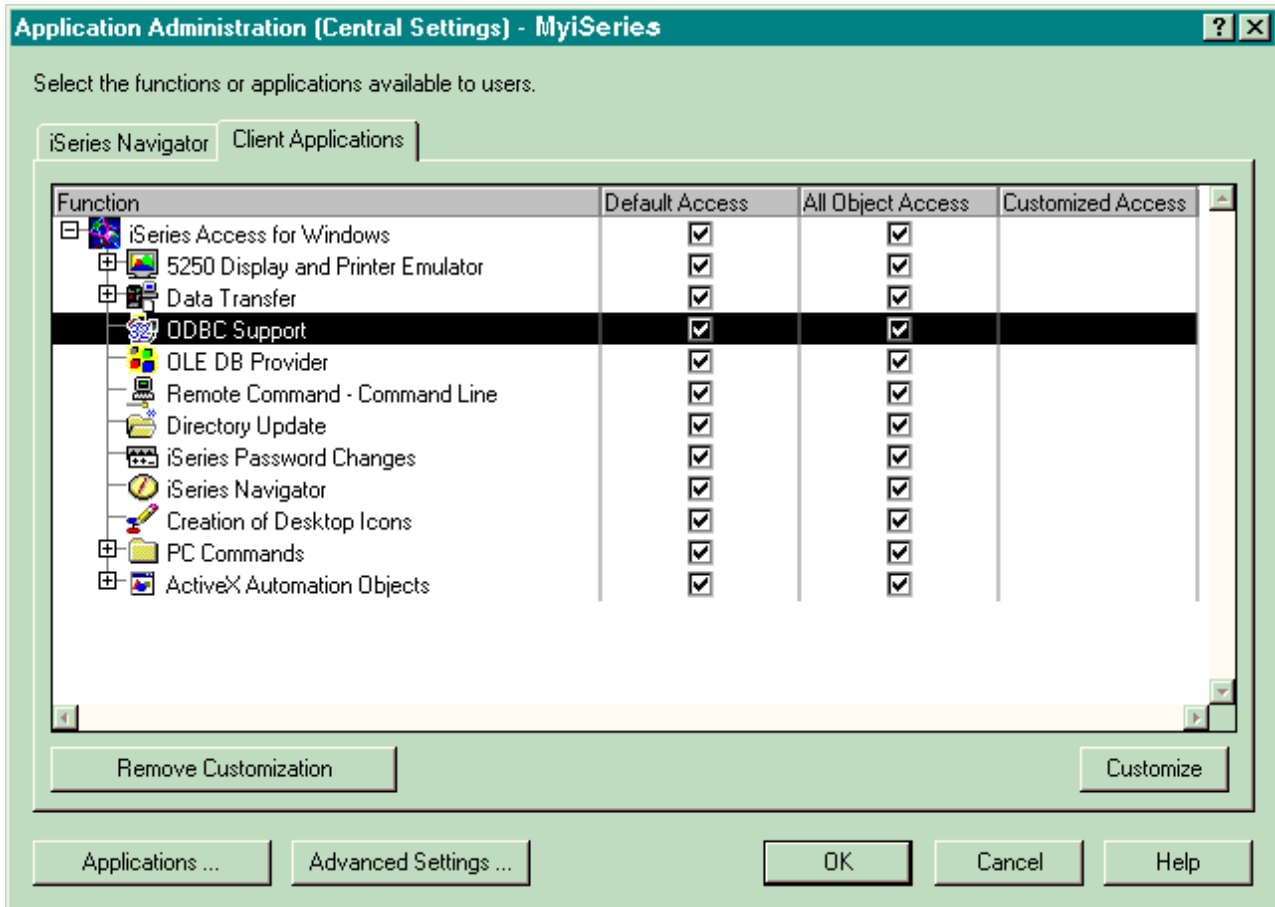 Application Administration (Central Settings) - MyiSeries
Select the functions or applications available to users.
iSeries Navigator Client Applications
Function Default Access All Object Access Customized Access
iSeries Access for Windows
5250 Display and Printer Emulator
Data Transfer
32 ODBC Support
OLE DB Provider
Remote Command - Command Line
Directory Update
iSeries Password Changes
iSeries Navigator
Creation of Desktop Icons
PC Commands
ActiveX Automation Objects
Remove Customization Customize
Applications ... Advanced Settings ... OK Cancel Help